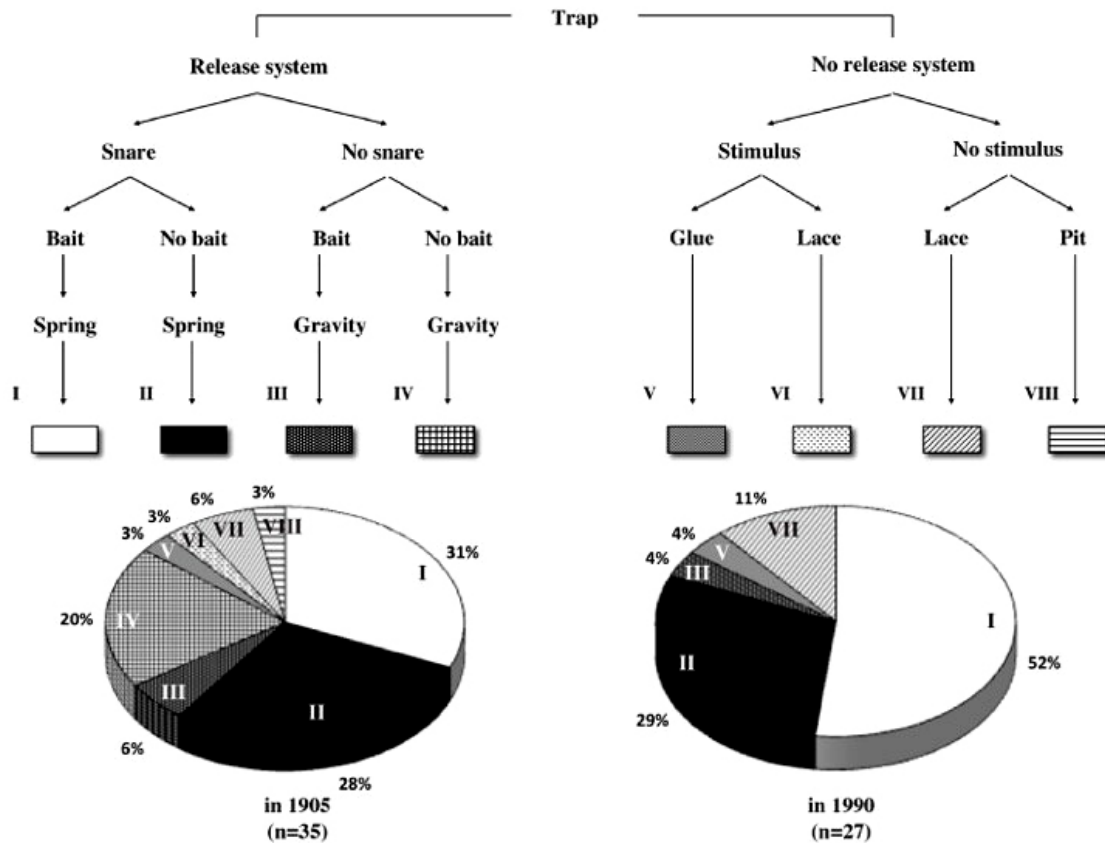 Trap
Release system No release system
Snare No snare Stimulus No stimulus
Bait No bait Bait No bait Glue Lace Lace Pit
Spring Spring Gravity Gravity
I II III IV V VI VII VIII
3% 6% 3% 11%
3% VI VII VIII 31% 4% VII
V I 4% V
III
20% IV I
II 52%
III II 29%
6% 28%
in 1905 in 1990
(n=35) (n=27)